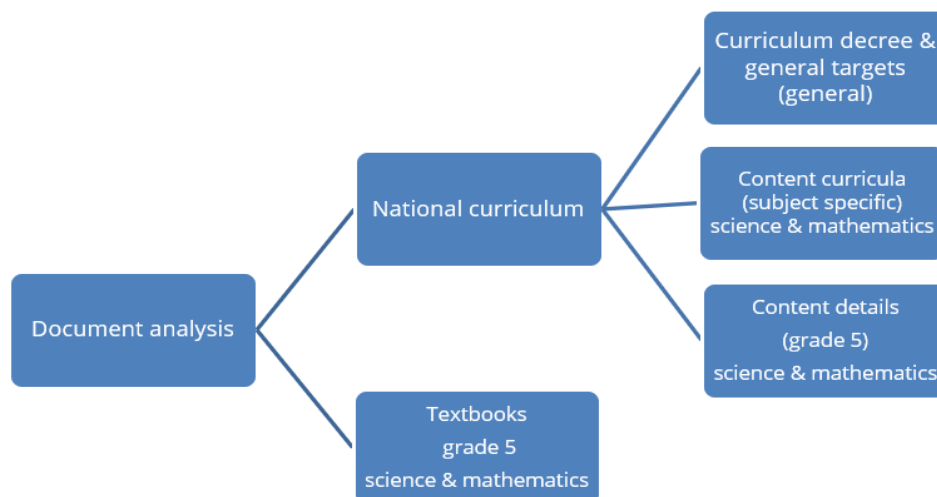 Document analysis
National curriculum
Textbooks
grade 5
science & mathematics
Curriculum decree &
general targets
(general)
Content curricula
(subject specific)
science & mathematics
Content details
(grade 5)
science & mathematics